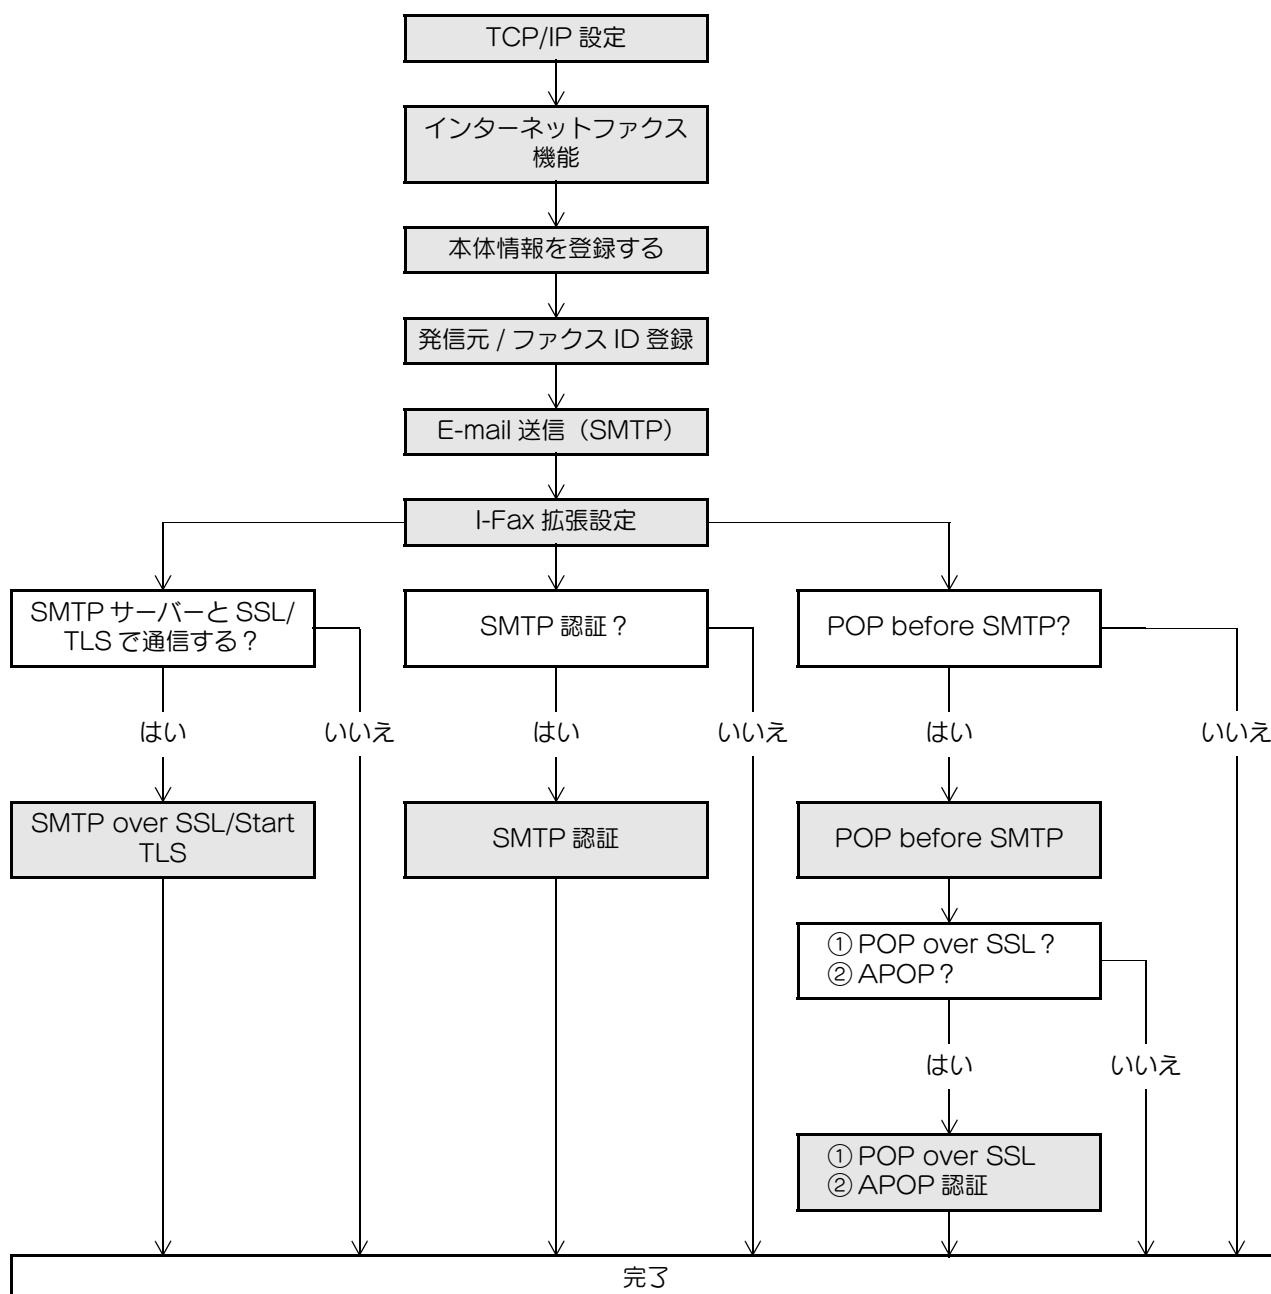 TCP/IP 設定
インターネットファクス
機能
本体情報を登録する
発信元 / ファクス ID 登録
E-mail 送信（SMTP）
I-Fax 拡張設定
SMTP サーバーと SSL/
TLS で通信する？
SMTP 認証？
POP before SMTP?
はい
いいえ
はい
いいえ
はい
いいえ
SMTP over SSL/Start
TLS
SMTP 認証
POP before SMTP
① POP over SSL？
② APOP？
はい
いいえ
① POP over SSL
② APOP 認証
完了